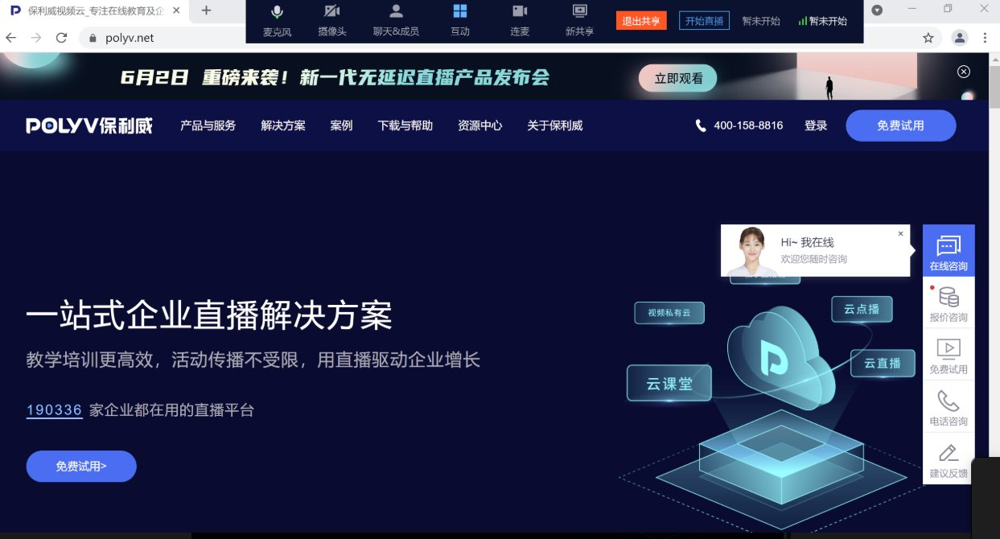 保利威视频云_专注在线教育及企
麦克风
摄像头
聊天&成员
互动
连麦
新共享
退出共享
开始直播
暂未开始
暂未开始
polyv.net
6月2日 重磅来袭！新一代无延迟直播产品发布会
立即观看
POLYV保利威
产品与服务
解决方案
案例
下载与帮助
资源中心
关于保利威
400-158-8816
登录
免费试用
Hi~ 我在线
欢迎您随时咨询
在线咨询
报价咨询
免费试用
电话咨询
建议反馈
一站式企业直播解决方案
教学培训更高效，活动传播不受限，用直播驱动企业增长
190336 家企业都在用的直播平台
免费试用>
视频私有云
云点播
云直播
云课堂